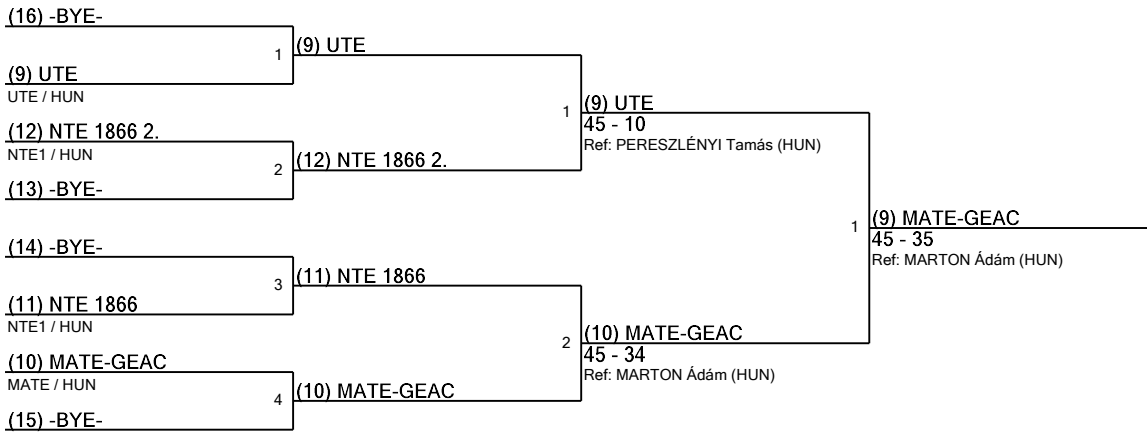 (16) -BYE-
1
(9) UTE
(9) UTE
UTE / HUN
1
(9) UTE
45 - 10
Ref: PERESZLÉNYI Tamás (HUN)
(12) NTE 1866 2.
NTE1 / HUN
2
(12) NTE 1866 2.
(13) -BYE-
1
(9) MATE-GEAC
45 - 35
Ref: MARTON Ádám (HUN)
(14) -BYE-
3
(11) NTE 1866
(11) NTE 1866
NTE1 / HUN
2
(10) MATE-GEAC
45 - 34
Ref: MARTON Ádám (HUN)
(10) MATE-GEAC
MATE / HUN
4
(10) MATE-GEAC
(15) -BYE-